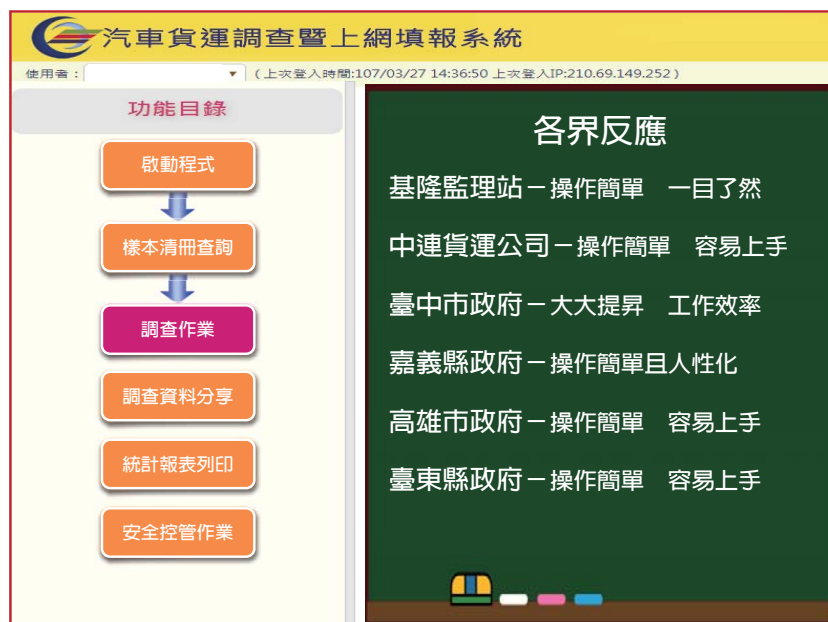 汽車貨運調查暨上網填報系統
使用者： (上次登入時間:107/03/27 14:36:50 上次登入IP:210.69.149.252)
功能目錄
啟動程式
樣本清冊查詢
調查作業
調查資料分享
統計報表列印
安全控管作業
各界反應
基隆監理站－操作簡單　一目了然
中連貨運公司－操作簡單　容易上手
臺中市政府－大大提昇　工作效率
嘉義縣政府－操作簡單且人性化
高雄市政府－操作簡單　容易上手
臺東縣政府－操作簡單　容易上手